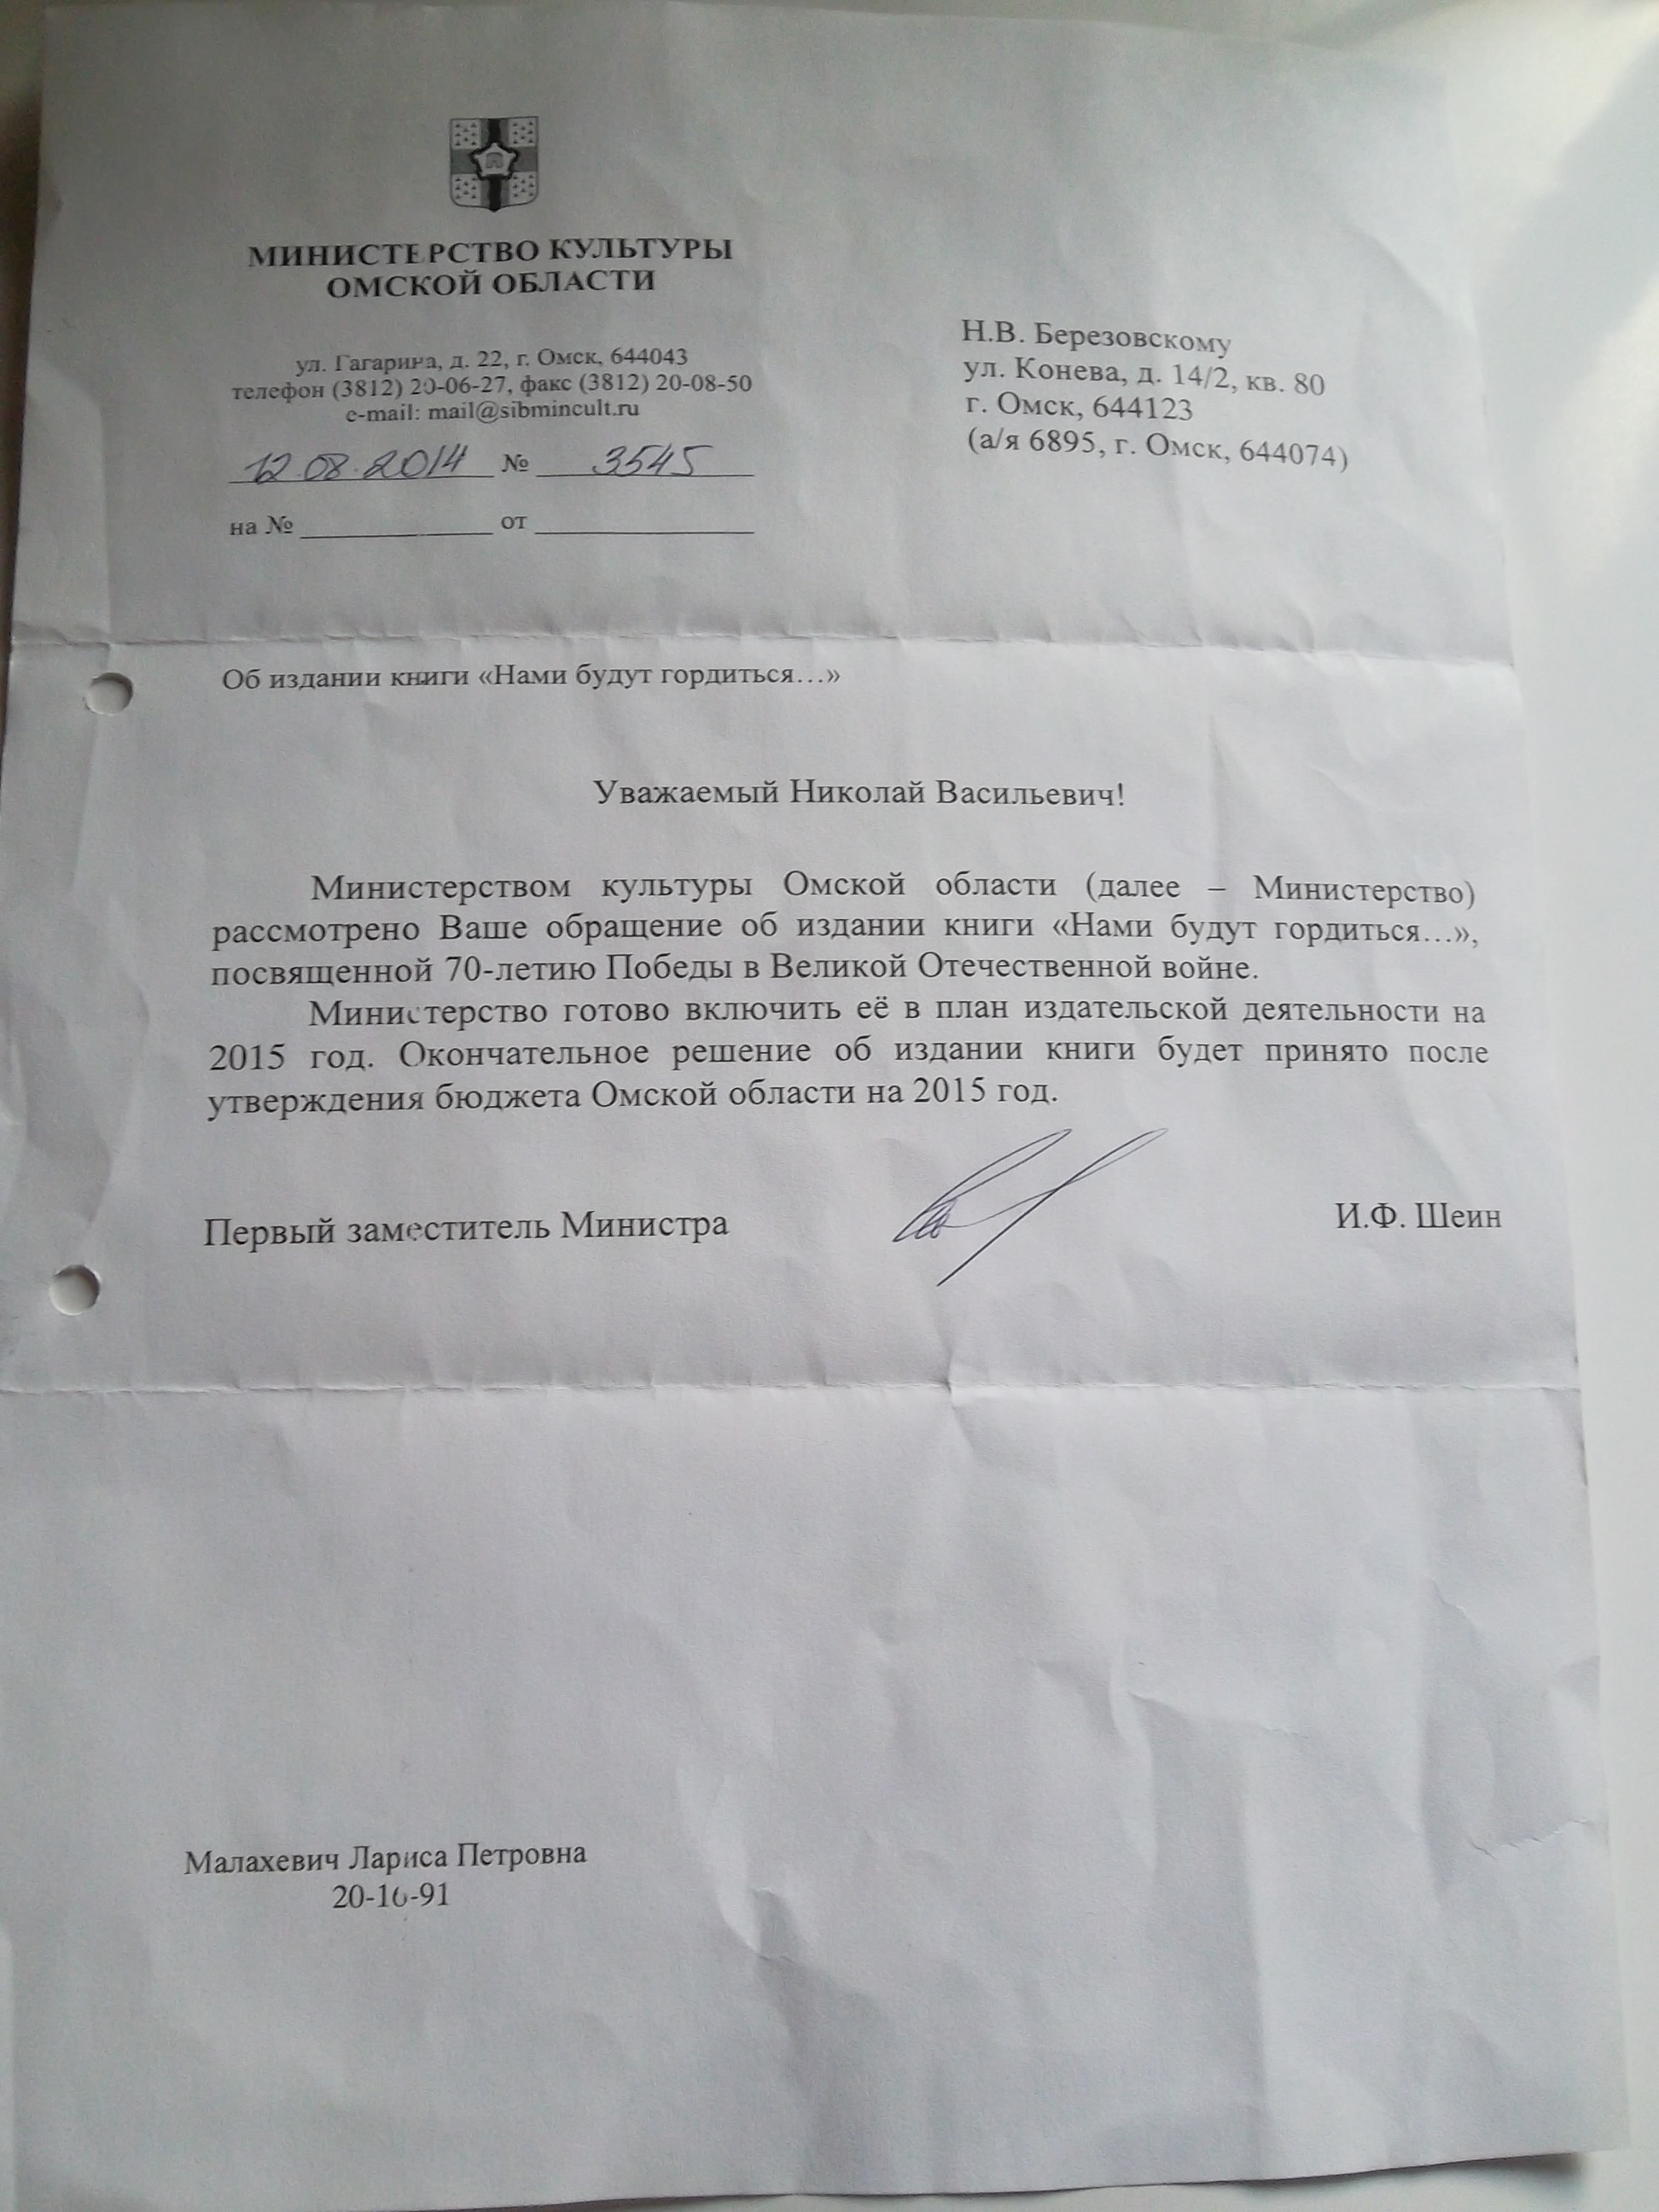 МИНИСТЕРСТВО КУЛЬТУРЫ
ОМСКОЙ ОБЛАСТИ
ул. Гагарина, д. 22, г. Омск, 644043
телефон (3812) 20-06-27, факс (3812) 20-08-50
e-mail: mail@sibmincult.ru
12.08.2014 № 3545
на № ____________ от ____________
Н.В. Березовскому
ул. Конева, д. 14/2, кв. 80
г. Омск, 644123
(а/я 6895, г. Омск, 644074)
Об издании книги «Нами будут гордиться…»
Уважаемый Николай Васильевич!
Министерством культуры Омской области (далее – Министерство)
рассмотрено Ваше обращение об издании книги «Нами будут гордиться…»,
посвященной 70-летию Победы в Великой Отечественной войне.
Министерство готово включить её в план издательской деятельности на
2015 год. Окончательное решение об издании книги будет принято после
утверждения бюджета Омской области на 2015 год.
Первый заместитель Министра И.Ф. Шеин
Малахевич Лариса Петровна
20-10-91